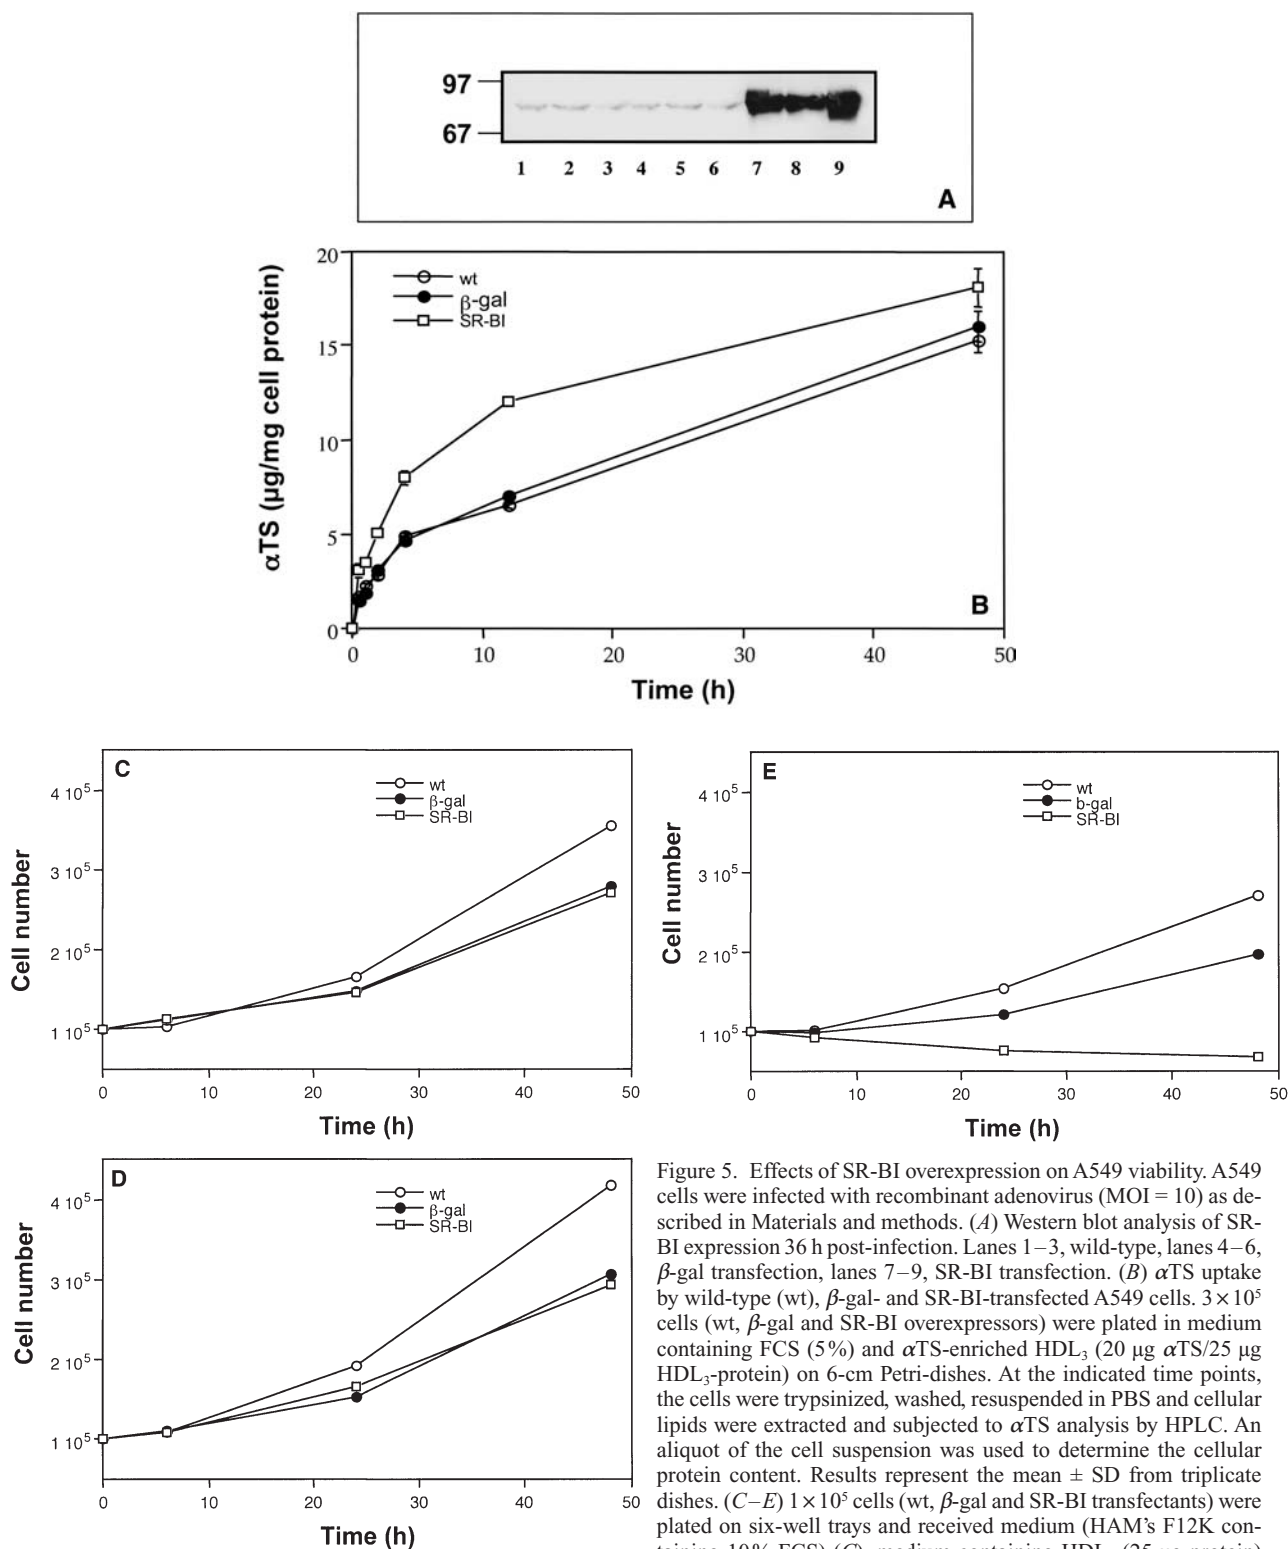 97
67
1 2 3 4 5 6 7 8 9
A
20
15
10
5
0
wt
β-gal
SR-BI
αTS (µg/mg cell protein)
B
0 10 20 30 40 50
Time (h)
C
wt
β-gal
SR-BI
4 10⁵
3 10⁵
2 10⁵
1 10⁵
Cell number
0 10 20 30 40 50
Time (h)
E
wt
b-gal
SR-BI
4 10⁵
3 10⁵
2 10⁵
1 10⁵
Cell number
0 10 20 30 40 50
Time (h)
D
wt
β-gal
SR-BI
4 10⁵
3 10⁵
2 10⁵
1 10⁵
Cell number
0 10 20 30 40 50
Time (h)
Figure 5. Effects of SR-BI overexpression on A549 viability. A549
cells were infected with recombinant adenovirus (MOI = 10) as de-
scribed in Materials and methods. (A) Western blot analysis of SR-
BI expression 36 h post-infection. Lanes 1–3, wild-type, lanes 4–6,
β-gal transfection, lanes 7–9, SR-BI transfection. (B) αTS uptake
by wild-type (wt), β-gal- and SR-BI-transfected A549 cells. 3 × 10⁵
cells (wt, β-gal and SR-BI overexpressors) were plated in medium
containing FCS (5%) and αTS-enriched HDL₃ (20 µg αTS/25 µg
HDL₃-protein) on 6-cm Petri-dishes. At the indicated time points,
the cells were trypsinized, washed, resuspended in PBS and cellular
lipids were extracted and subjected to αTS analysis by HPLC. An
aliquot of the cell suspension was used to determine the cellular
protein content. Results represent the mean ± SD from triplicate
dishes. (C–E) 1 × 10⁵ cells (wt, β-gal and SR-BI transfectants) were
plated on six-well trays and received medium (HAM's F12K con-
taining 10% FCS) (C), medium containing HDL₃ (25 µg protein)